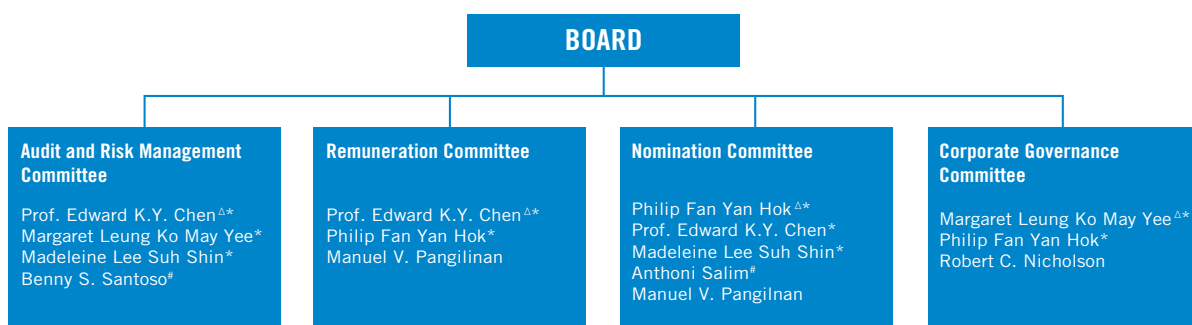 BOARD
Audit and Risk Management
Committee
Prof. Edward K.Y. Chen△*
Margaret Leung Ko May Yee*
Madeleine Lee Suh Shin*
Benny S. Santoso#
Remuneration Committee
Prof. Edward K.Y. Chen△*
Philip Fan Yan Hok*
Manuel V. Pangilinan
Nomination Committee
Philip Fan Yan Hok△*
Prof. Edward K.Y. Chen*
Madeleine Lee Suh Shin*
Anthoni Salim#
Manuel V. Pangilnan
Corporate Governance
Committee
Margaret Leung Ko May Yee△*
Philip Fan Yan Hok*
Robert C. Nicholson